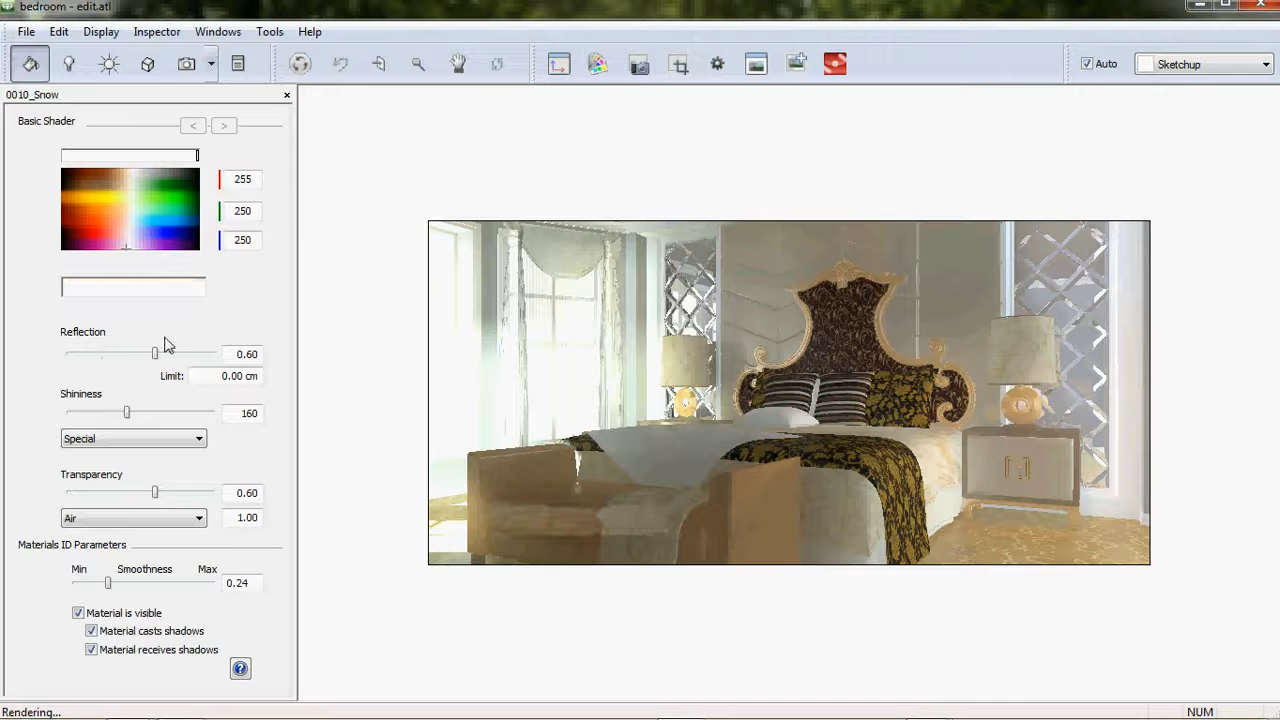 bedroom - edit.atl
File Edit Display Inspector Windows Tools Help
Auto Sketchup
0010_Snow
Basic Shader < >
255
250
250
Reflection
0.60
Limit: 0.00 cm
Shininess
160
Special
Transparency
0.60
Air 1.00
Materials ID Parameters
Min Smoothness Max
0.24
Material is visible
Material casts shadows
Material receives shadows
Rendering... NUM